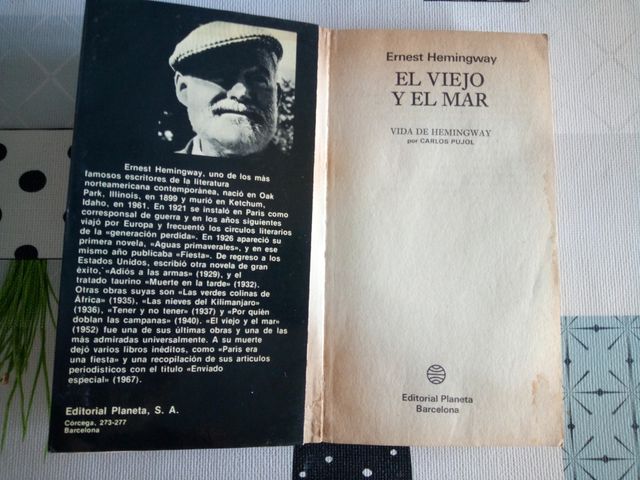 Ernest Hemingway, uno de los más
famosos escritores de la literatura
norteamericana contemporánea, nació en Oak
Park, Illinois, en 1899 y murió en Ketchum,
Idaho, en 1961. En 1921 se instaló en París como
corresponsal de guerra y en los años siguientes
viajó por Europa y frecuentó los círculos literarios
de la «generación perdida». En 1926 apareció su
primera novela, «Aguas primaverales», y en ese
mismo año publicaba «Fiesta». De regreso a los
Estados Unidos, escribió otra novela de gran
éxito, «Adiós a las armas» (1929), y el
tratado taurino «Muerte en la tarde» (1932).
Otras obras suyas son «Las verdes colinas de
África» (1935), «Las nieves del Kilimanjaro»
(1936), «Tener y no tener» (1937) y «Por quién
doblan las campanas» (1940). «El viejo y el mar»
(1952) fue una de sus últimas obras y una de las
más admiradas universalmente. A su muerte
dejó varios libros inéditos, como «París era
una fiesta» y una recopilación de sus artículos
periodísticos con el título «Enviado
especial» (1967).
Editorial Planeta, S. A.
Córcega, 273-277
Barcelona
Ernest Hemingway
EL VIEJO
Y EL MAR
VIDA DE HEMINGWAY
por CARLOS PUJOL
Editorial Planeta
Barcelona